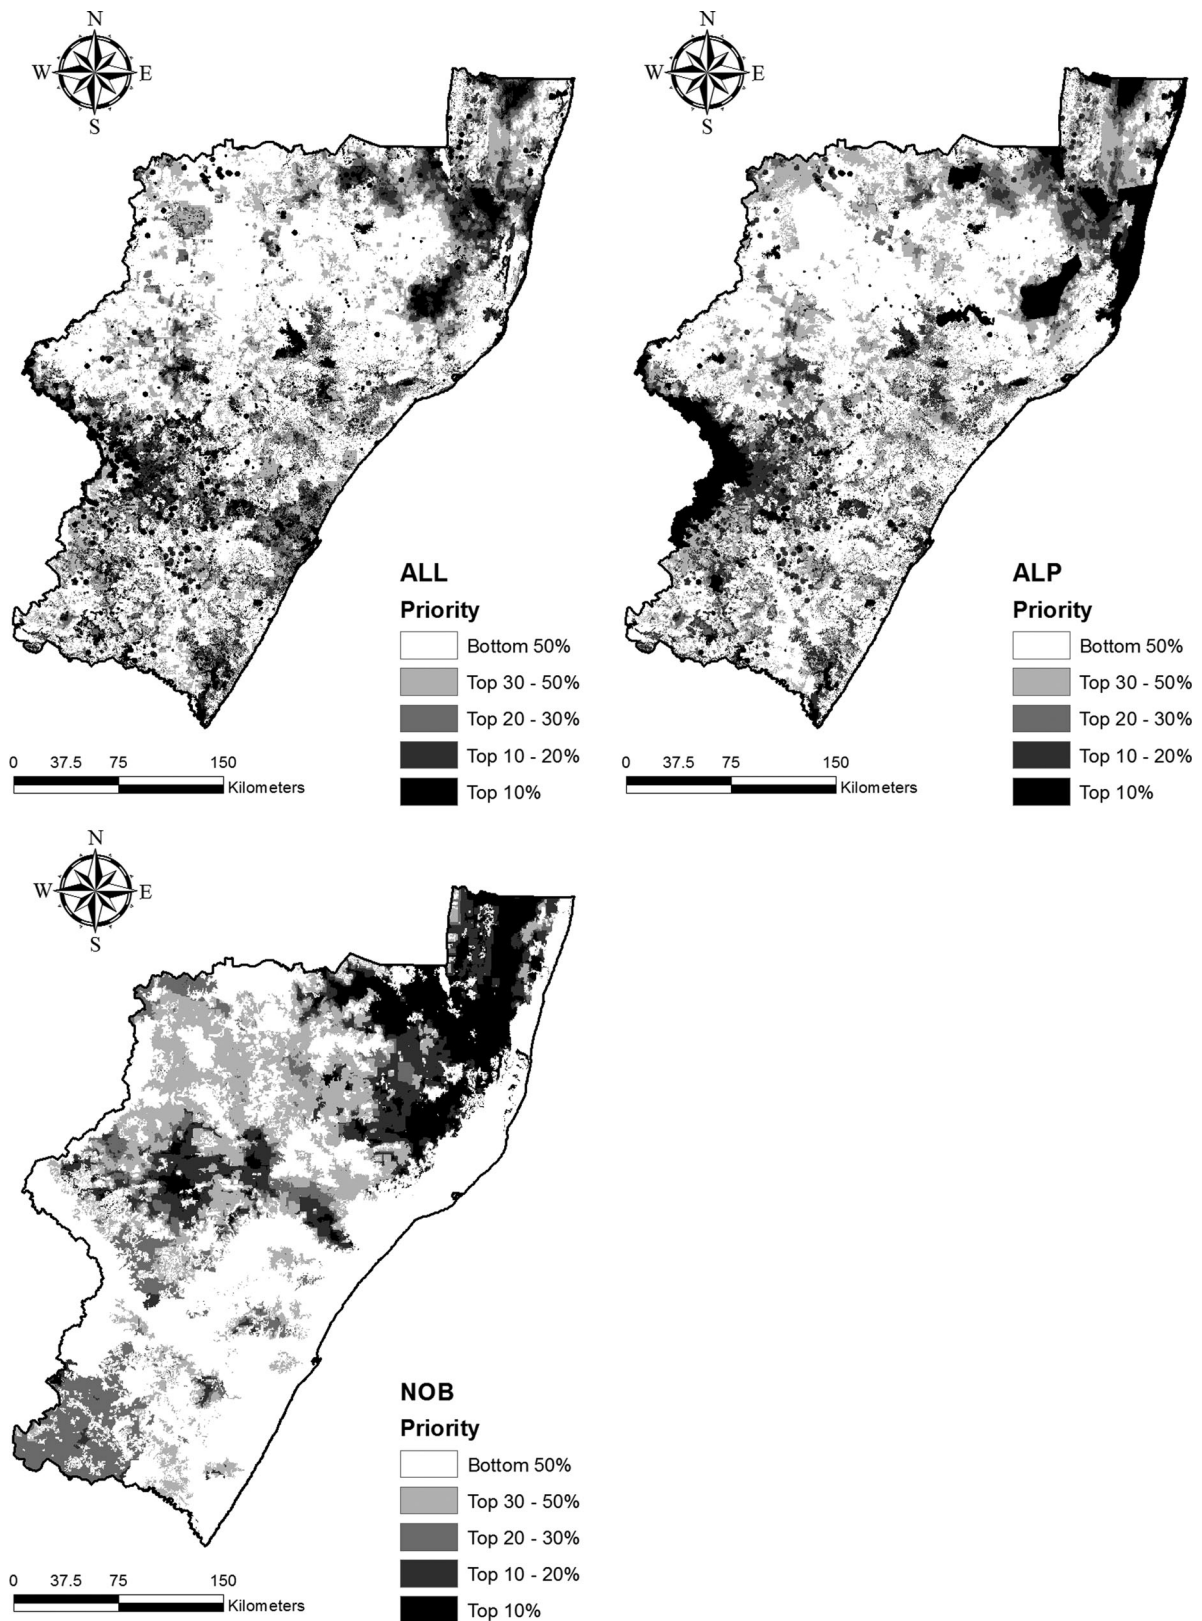 N
W E
S
ALL
Priority
Bottom 50%
Top 30 - 50%
Top 20 - 30%
Top 10 - 20%
Top 10%
0 37.5 75 150
Kilometers
N
W E
S
ALP
Priority
Bottom 50%
Top 30 - 50%
Top 20 - 30%
Top 10 - 20%
Top 10%
0 37.5 75 150
Kilometers
N
W E
S
NOB
Priority
Bottom 50%
Top 30 - 50%
Top 20 - 30%
Top 10 - 20%
Top 10%
0 37.5 75 150
Kilometers